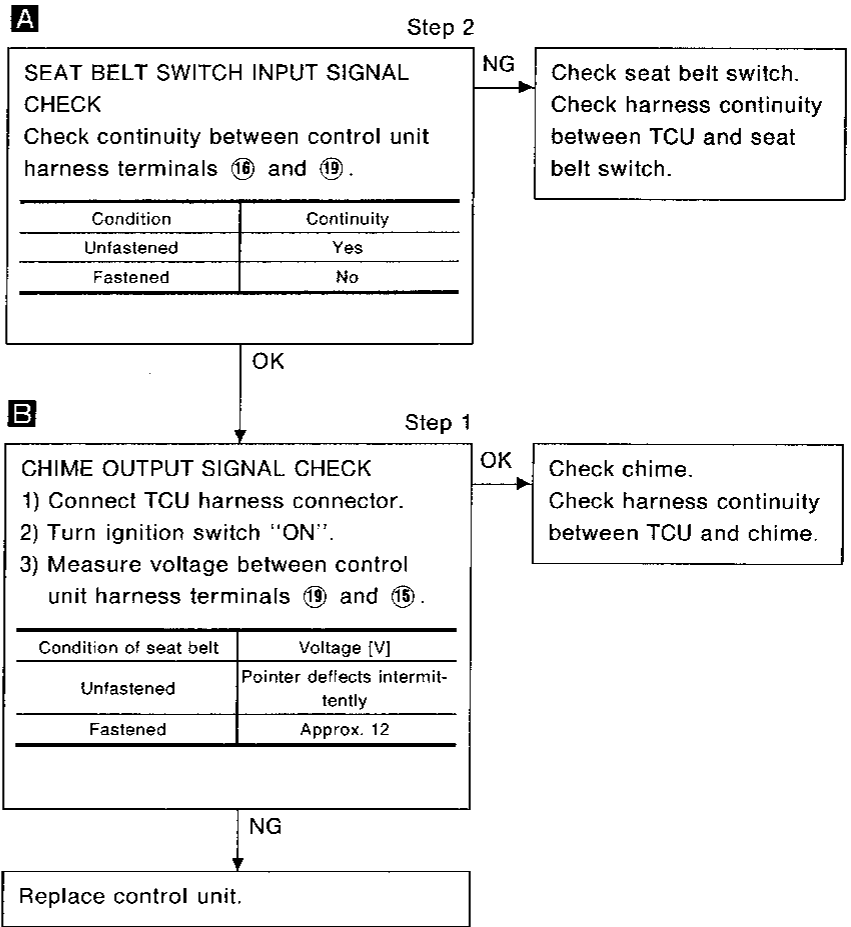 A
Step 2
SEAT BELT SWITCH INPUT SIGNAL
CHECK
Check continuity between control unit
harness terminals ⑯ and ⑲.
Condition Continuity
Unfastened Yes
Fastened No
NG
Check seat belt switch.
Check harness continuity
between TCU and seat
belt switch.
OK
B
Step 1
CHIME OUTPUT SIGNAL CHECK
1) Connect TCU harness connector.
2) Turn ignition switch "ON".
3) Measure voltage between control
unit harness terminals ⑲ and ⑮.
Condition of seat belt Voltage [V]
Unfastened Pointer deflects intermit-
tently
Fastened Approx. 12
OK
Check chime.
Check harness continuity
between TCU and chime.
NG
Replace control unit.